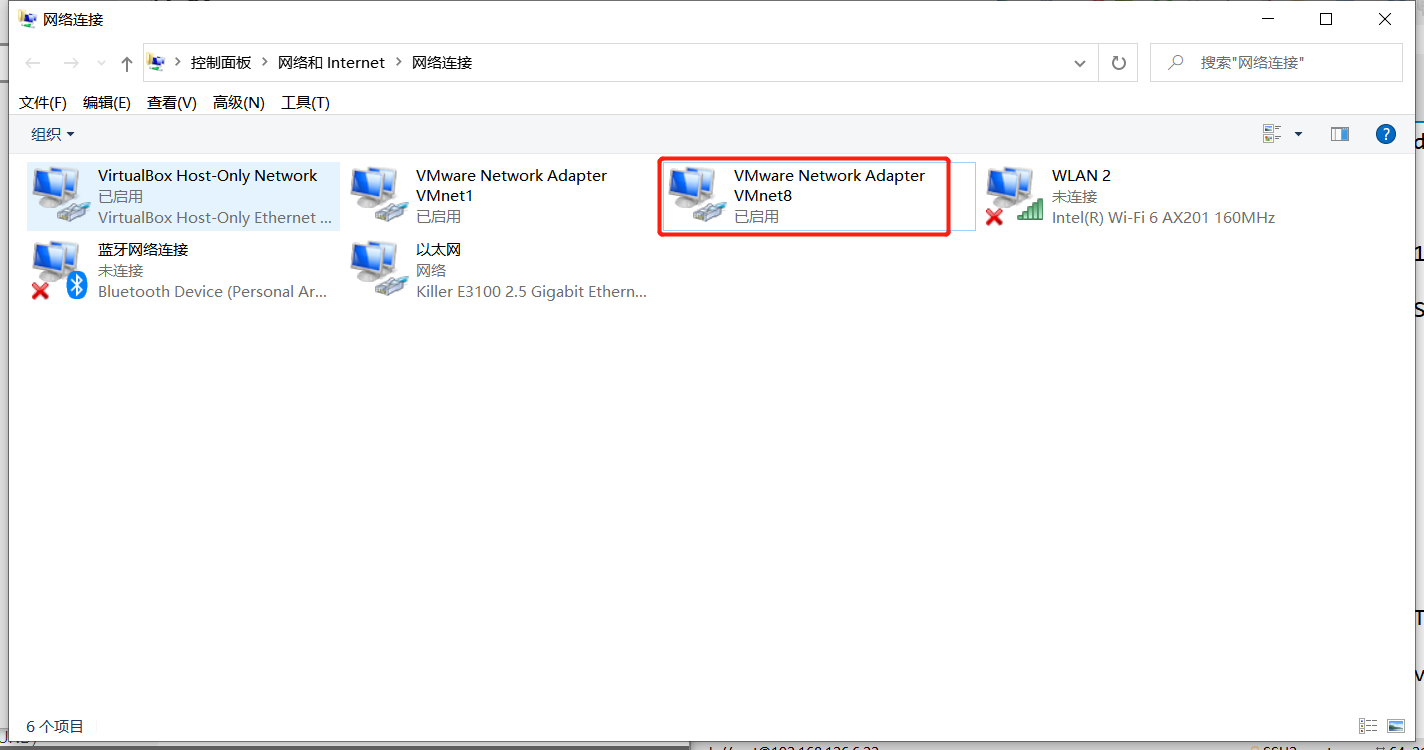 网络连接
控制面板 > 网络和 Internet > 网络连接
搜索"网络连接"
文件(F) 编辑(E) 查看(V) 高级(N) 工具(T)
组织
VirtualBox Host-Only Network
已启用
VirtualBox Host-Only Ethernet ...
VMware Network Adapter
VMnet1
已启用
VMware Network Adapter
VMnet8
已启用
WLAN 2
未连接
Intel(R) Wi-Fi 6 AX201 160MHz
蓝牙网络连接
未连接
Bluetooth Device (Personal Ar...
以太网
网络
Killer E3100 2.5 Gigabit Ethern...
6 个项目